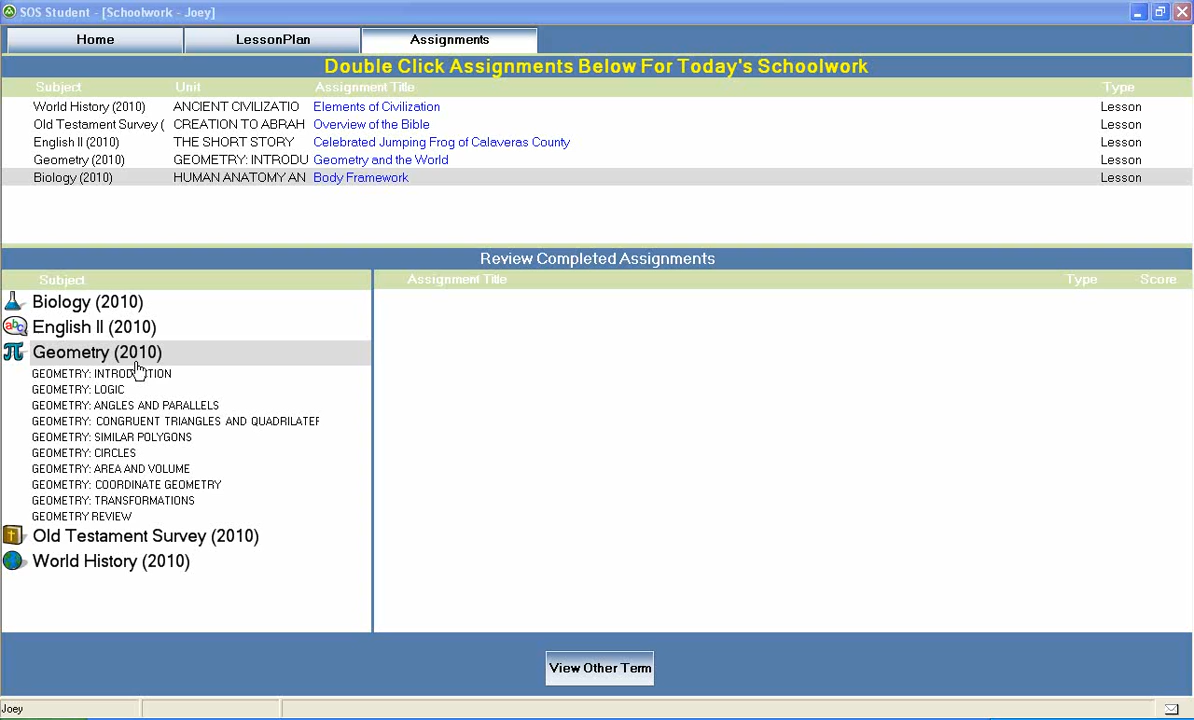 SOS Student - [Schoolwork - Joey]
Home LessonPlan Assignments
Double Click Assignments Below For Today's Schoolwork
Subject Unit Assignment Title Type
World History (2010) ANCIENT CIVILIZATIO Elements of Civilization Lesson
Old Testament Survey ( CREATION TO ABRAH Overview of the Bible Lesson
English II (2010) THE SHORT STORY Celebrated Jumping Frog of Calaveras County Lesson
Geometry (2010) GEOMETRY: INTRODU Geometry and the World Lesson
Biology (2010) HUMAN ANATOMY AN Body Framework Lesson
Review Completed Assignments
Subject Assignment Title Type Score
Biology (2010)
abc English II (2010)
Geometry (2010)
GEOMETRY: INTRODUCTION
GEOMETRY: LOGIC
GEOMETRY: ANGLES AND PARALLELS
GEOMETRY: CONGRUENT TRIANGLES AND QUADRILATER
GEOMETRY: SIMILAR POLYGONS
GEOMETRY: CIRCLES
GEOMETRY: AREA AND VOLUME
GEOMETRY: COORDINATE GEOMETRY
GEOMETRY: TRANSFORMATIONS
GEOMETRY REVIEW
Old Testament Survey (2010)
World History (2010)
View Other Term
Joey